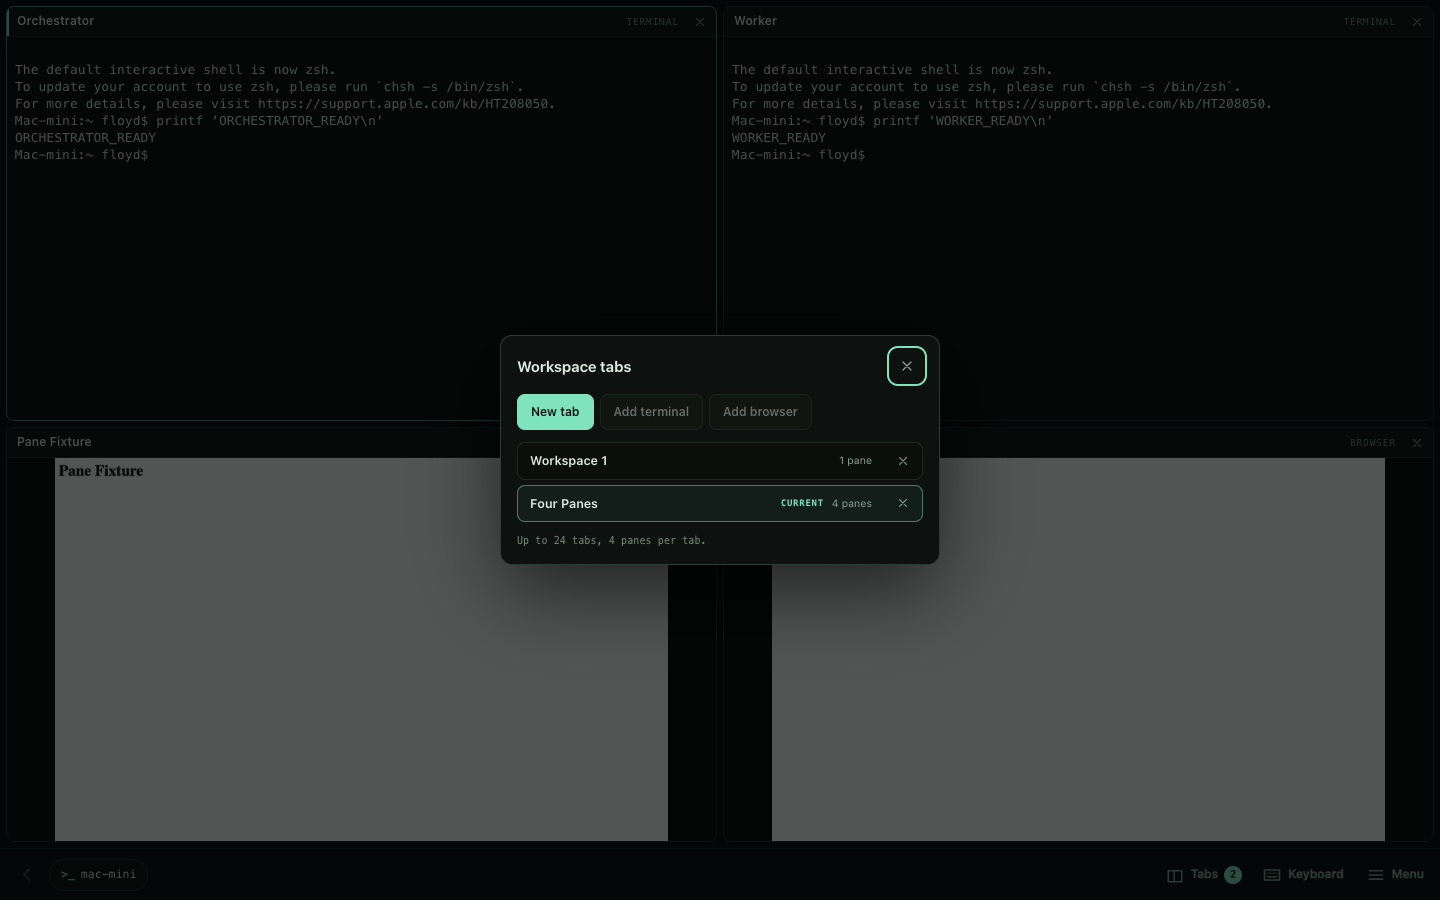 Orchestrator
TERMINAL
The default interactive shell is now zsh.
To update your account to use zsh, please run `chsh -s /bin/zsh`.
For more details, please visit https://support.apple.com/kb/HT208050.
Mac-mini:~ floyd$ printf 'ORCHESTRATOR_READY\n'
ORCHESTRATOR_READY
Mac-mini:~ floyd$
Worker
TERMINAL
The default interactive shell is now zsh.
To update your account to use zsh, please run `chsh -s /bin/zsh`.
For more details, please visit https://support.apple.com/kb/HT208050.
Mac-mini:~ floyd$ printf 'WORKER_READY\n'
WORKER_READY
Mac-mini:~ floyd$
Workspace tabs
New tab
Add terminal
Add browser
Workspace 1
1 pane
Four Panes
CURRENT
4 panes
Up to 24 tabs, 4 panes per tab.
Pane Fixture
Pane Fixture
BROWSER
>_ mac-mini
Tabs 2
Keyboard
Menu